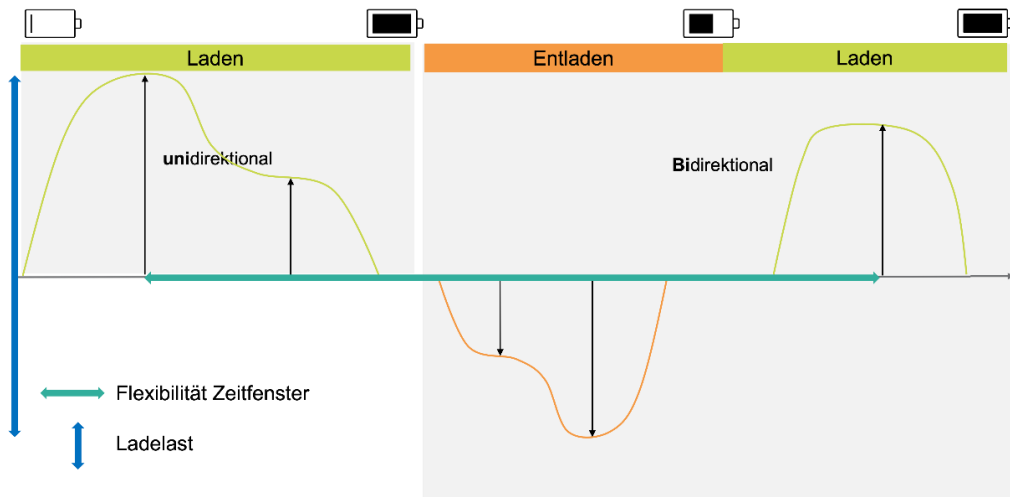 Laden
Entladen
Laden
unidirektional
Bidirektional
Flexibilität Zeitfenster
Ladelast